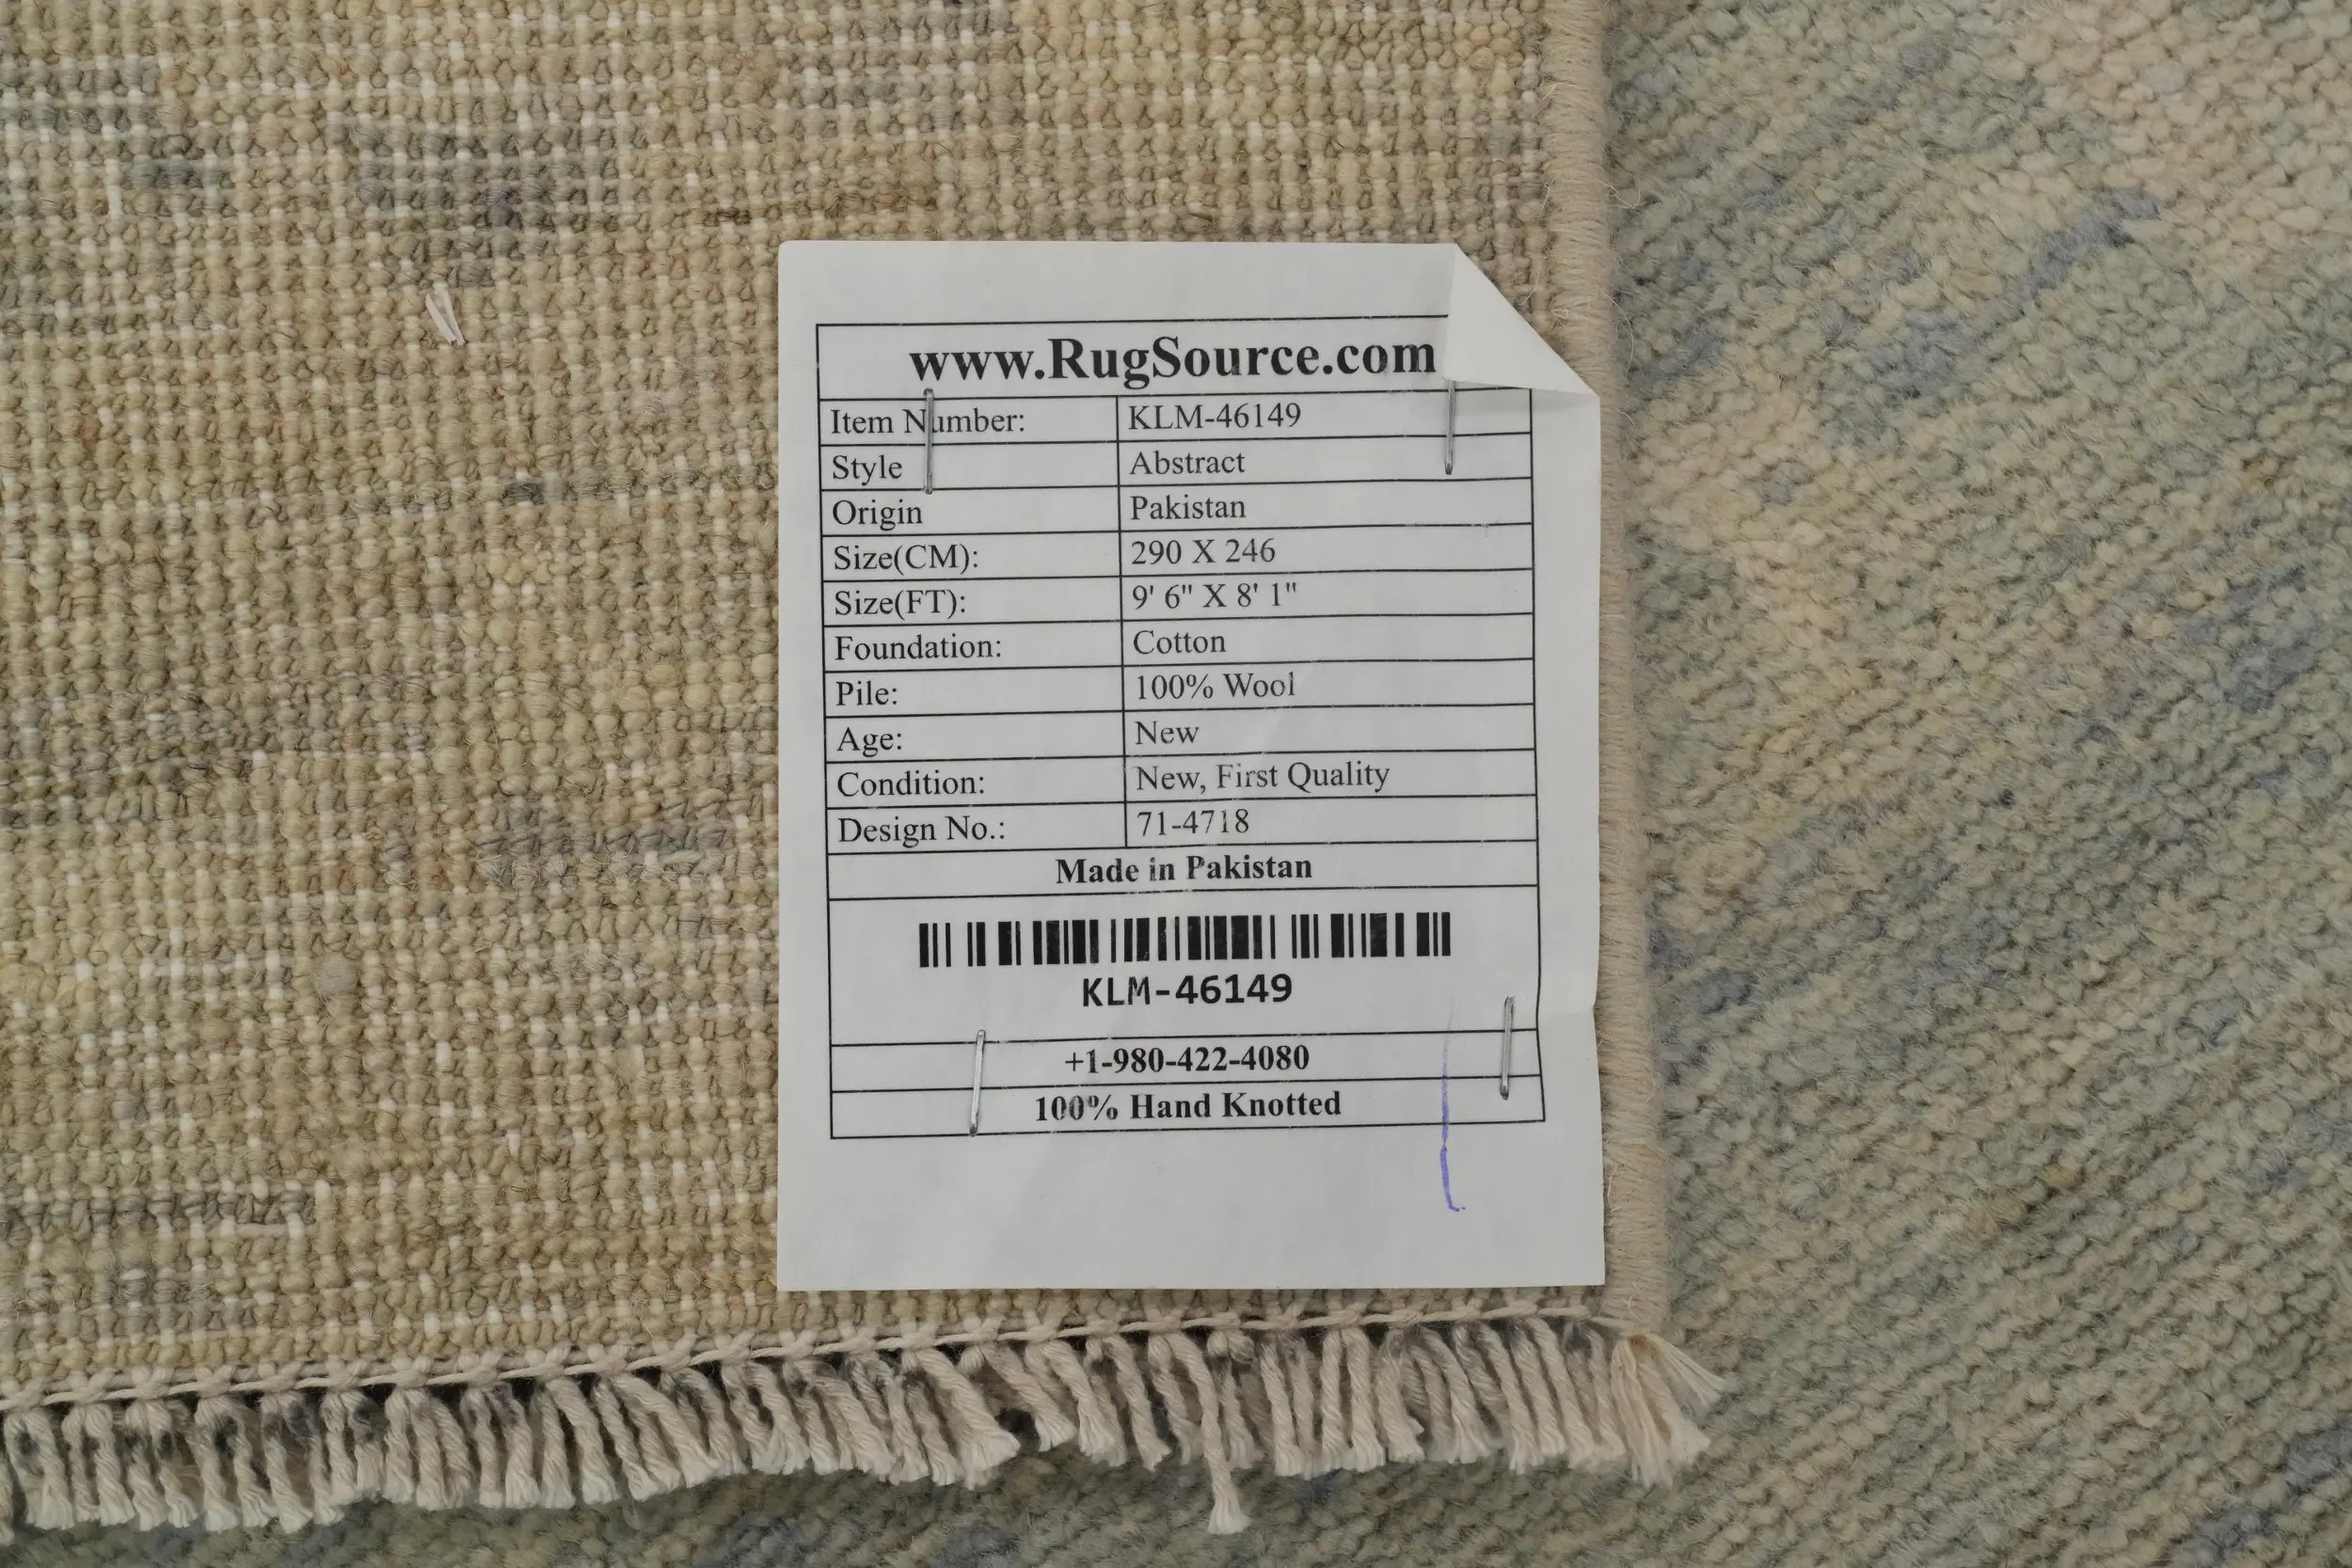 www.RugSource.com
Item Number: KLM-46149
Style Abstract
Origin Pakistan
Size(CM): 290 X 246
Size(FT): 9' 6" X 8' 1"
Foundation: Cotton
Pile: 100% Wool
Age: New
Condition: New, First Quality
Design No.: 71-4718
Made in Pakistan
KLM-46149
+1-980-422-4080
100% Hand Knotted